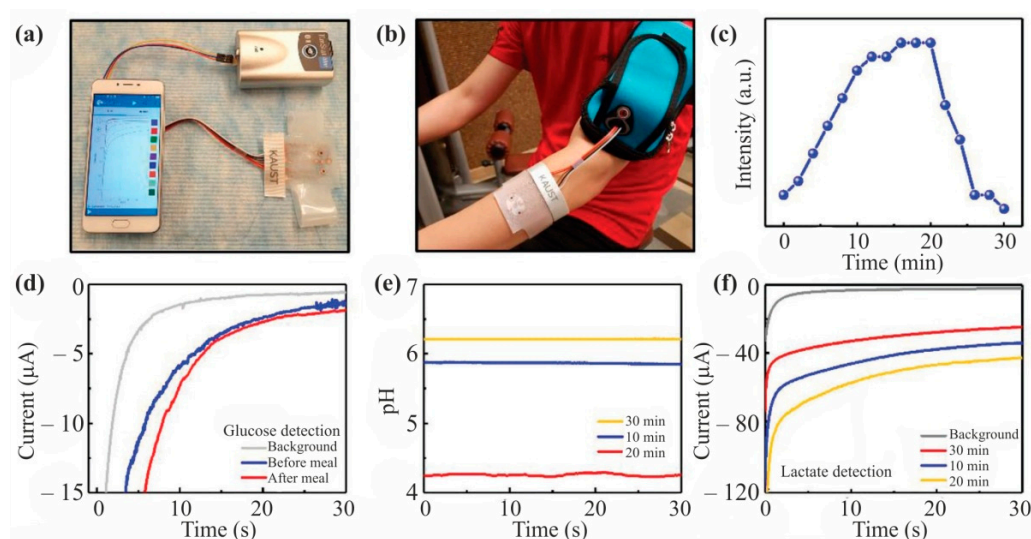 (a)
KAUST
(b)
KAUST
(c)
Intensity (a.u.)
0
10
20
30
Time (min)
(d)
0
– 5
– 10
– 15
Current (μA)
Glucose detection
Background
Before meal
After meal
0
10
20
30
Time (s)
(e)
7
6
5
4
pH
30 min
10 min
20 min
0
10
20
30
Time (s)
(f)
0
– 40
– 80
– 120
Current (μA)
Background
30 min
10 min
20 min
Lactate detection
0
10
20
30
Time (s)